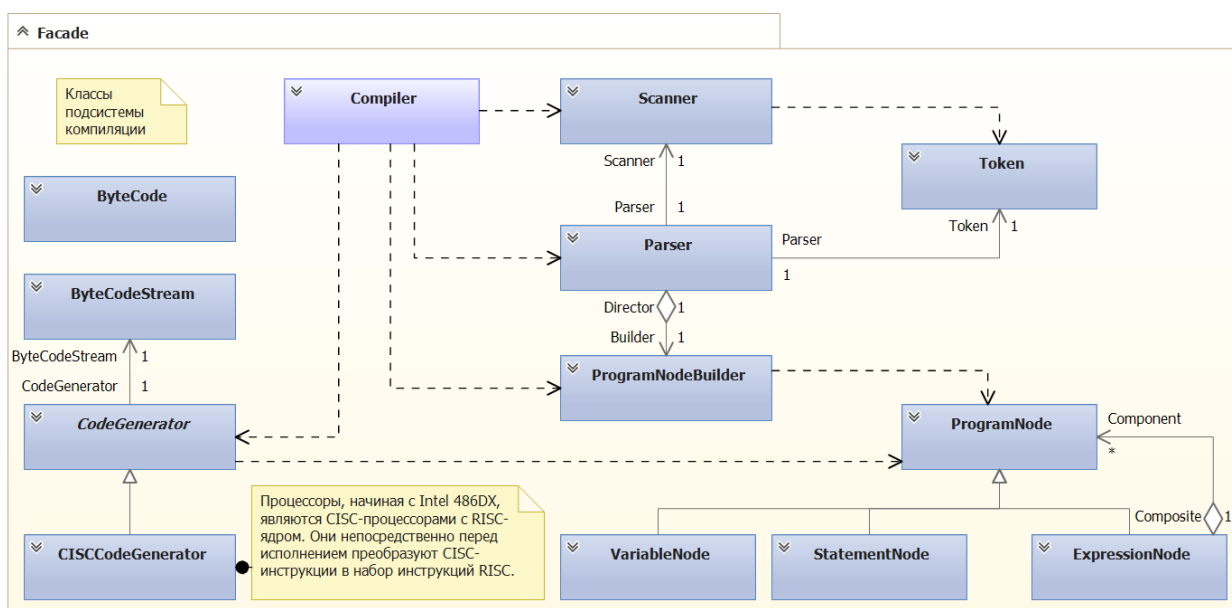 Facade
Классы
подсистемы
компиляции
Compiler
Scanner
Token
ByteCode
Scanner
1
Parser
1
Parser
Parser
1
Token
1
ByteCodeStream
Director
1
Builder
1
ByteCodeStream
1
CodeGenerator
1
ProgramNodeBuilder
CodeGenerator
ProgramNode
Component
*
Процессоры, начиная с Intel 486DX,
являются CISC-процессорами с RISC-
ядром. Они непосредственно перед
исполнением преобразуют CISC-
инструкции в набор инструкций RISC.
Composite
1
CISCCodeGenerator
VariableNode
StatementNode
ExpressionNode